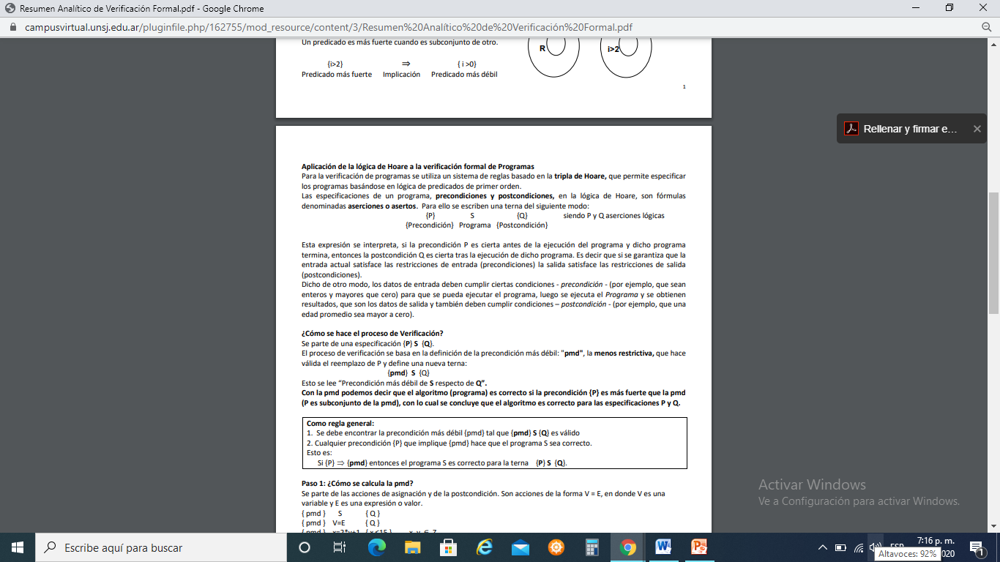 Resumen Analítico de Verificación Formal.pdf - Google Chrome
campusvirtual.unsj.edu.ar/pluginfile.php/162755/mod_resource/content/3/Resumen%20Analítico%20de%20Verificación%20Formal.pdf
Un predicado es más fuerte cuando es subconjunto de otro.
R i>2
{i>2} ⇒ { i >0}
Predicado más fuerte Implicación Predicado más débil
1
Rellenar y firmar e...
Aplicación de la lógica de Hoare a la verificación formal de Programas
Para la verificación de programas se utiliza un sistema de reglas basado en la tripla de Hoare, que permite especificar
los programas basándose en lógica de predicados de primer orden.
Las especificaciones de un programa, precondiciones y postcondiciones, en la lógica de Hoare, son fórmulas
denominadas aserciones o asertos. Para ello se escriben una terna del siguiente modo:
{P} S {Q} siendo P y Q aserciones lógicas
{Precondición} Programa {Postcondición}
Esta expresión se interpreta, si la precondición P es cierta antes de la ejecución del programa y dicho programa
termina, entonces la postcondición Q es cierta tras la ejecución de dicho programa. Es decir que si se garantiza que la
entrada actual satisface las restricciones de entrada (precondiciones) la salida satisface las restricciones de salida
(postcondiciones).
Dicho de otro modo, los datos de entrada deben cumplir ciertas condiciones - precondición - (por ejemplo, que sean
enteros y mayores que cero) para que se pueda ejecutar el programa, luego se ejecuta el Programa y se obtienen
resultados, que son los datos de salida y también deben cumplir condiciones – postcondición - (por ejemplo, que una
edad promedio sea mayor a cero).
¿Cómo se hace el proceso de Verificación?
Se parte de una especificación {P} S {Q}.
El proceso de verificación se basa en la definición de la precondición más débil: "pmd", la menos restrictiva, que hace
válida el reemplazo de P y define una nueva terna:
{pmd} S {Q}
Esto se lee “Precondición más débil de S respecto de Q”.
Con la pmd podemos decir que el algoritmo (programa) es correcto si la precondición {P} es más fuerte que la pmd
(P es subconjunto de la pmd), con lo cual se concluye que el algoritmo es correcto para las especificaciones P y Q.
Como regla general:
1. Se debe encontrar la precondición más débil {pmd} tal que {pmd} S {Q} es válido
2. Cualquier precondición {P} que implique {pmd} hace que el programa S sea correcto.
Esto es:
Si {P} ⇒ {pmd} entonces el programa S es correcto para la terna {P} S {Q}.
Paso 1: ¿Cómo se calcula la pmd?
Se parte de las acciones de asignación y de la postcondición. Son acciones de la forma V = E, en donde V es una
variable y E es una expresión o valor.
{ pmd } S { Q }
{ pmd } V=E { Q }
{ pmd } x=2*y+1 { x ≤15 } x, y ∈ Z
Activar Windows
Ve a Configuración para activar Windows.
Escribe aquí para buscar
7:16 p. m.
Altavoces: 92%
1